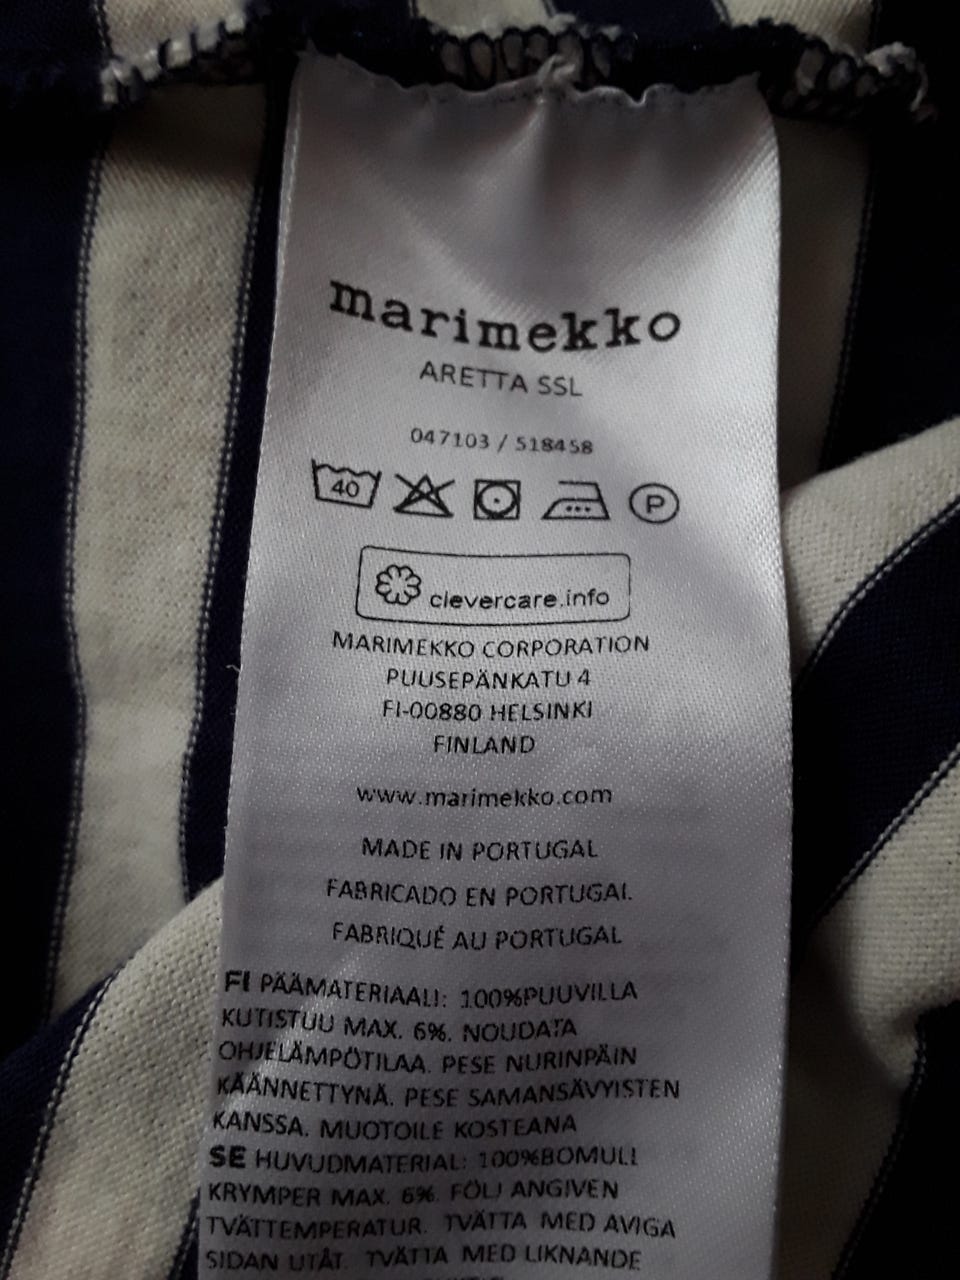 marimekko
ARETTA SSL
047103 / 518458
40 P
clevercare.info
MARIMEKKO CORPORATION
PUUSEPÄNKATU 4
FI-00880 HELSINKI
FINLAND
www.marimekko.com
MADE IN PORTUGAL
FABRICADO EN PORTUGAL
FABRIQUÉ AU PORTUGAL
FI PÄÄMATERIAALI: 100%PUUVILLA
KUTISTUU MAX. 6%. NOUDATA
OHJELÄMPÖTILAA. PESE NURINPÄIN
KÄÄNNETTYNÄ. PESE SAMANSÄVYISTEN
KANSSA. MUOTOILE KOSTEANA
SE HUVUDMATERIAL: 100%BOMULL
KRYMPER MAX. 6%. FÖLJ ANGIVEN
TVÄTTEMPERATUR. TVÄTTA MED AVIGA
SIDAN UTÅT. TVÄTTA MED LIKNANDE